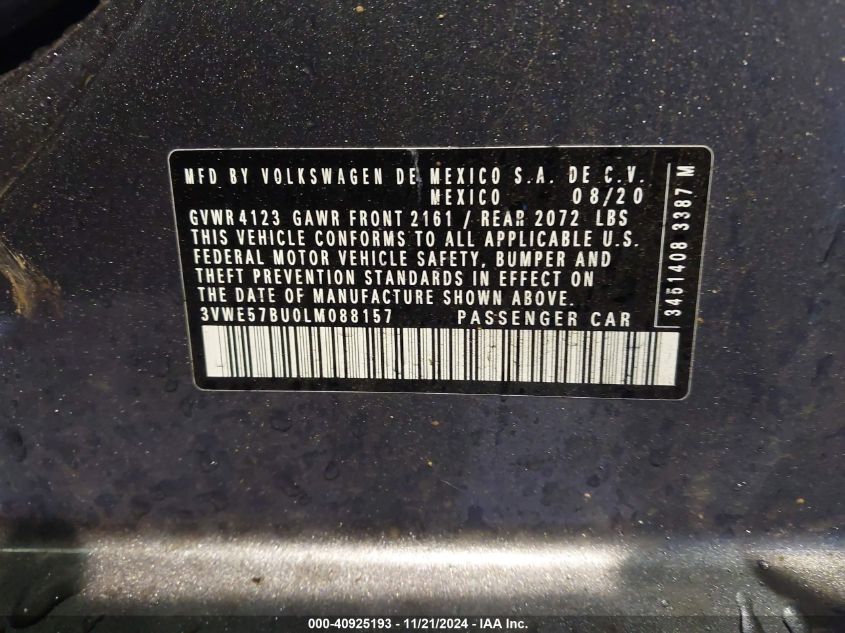 MFD BY VOLKSWAGEN DE MEXICO S.A. DE C.V.
MEXICO 08/20
GVWR 4123 GAWR FRONT 2161 / REAR 2072 LBS
THIS VEHICLE CONFORMS TO ALL APPLICABLE U.S.
FEDERAL MOTOR VEHICLE SAFETY, BUMPER AND
THEFT PREVENTION STANDARDS IN EFFECT ON
THE DATE OF MANUFACTURE SHOWN ABOVE.
3VWE57BU0LM088157 PASSENGER CAR
3451408 3387 M
000-40925193 - 11/21/2024 - IAA Inc.